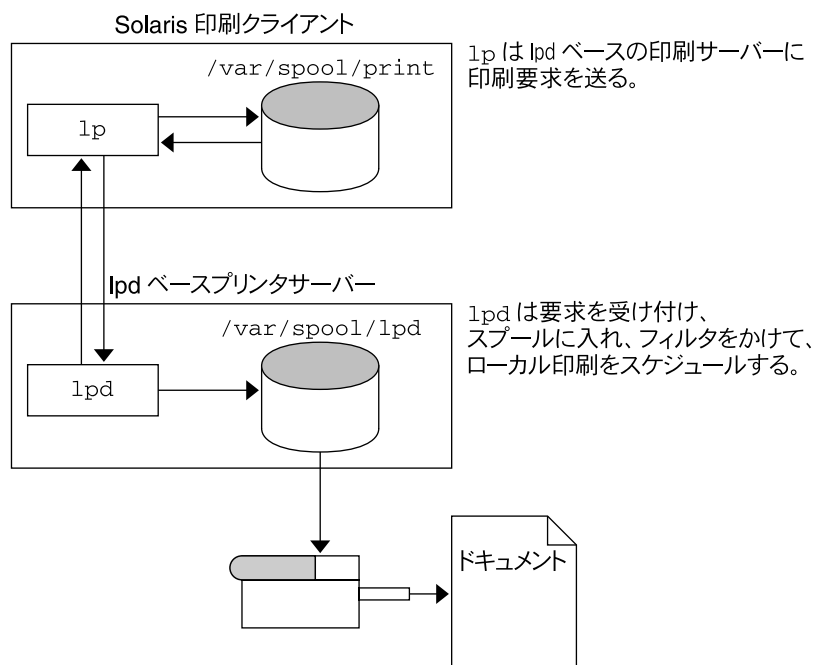 Solaris 印刷クライアント
/var/spool/print
lp
lp は lpd ベースの印刷サーバーに
印刷要求を送る。
lpd ベースプリンタサーバー
/var/spool/lpd
lpd
lpd は要求を受け付け、
スプールに入れ、フィルタをかけて、
ローカル印刷をスケジュールする。
ドキュメント